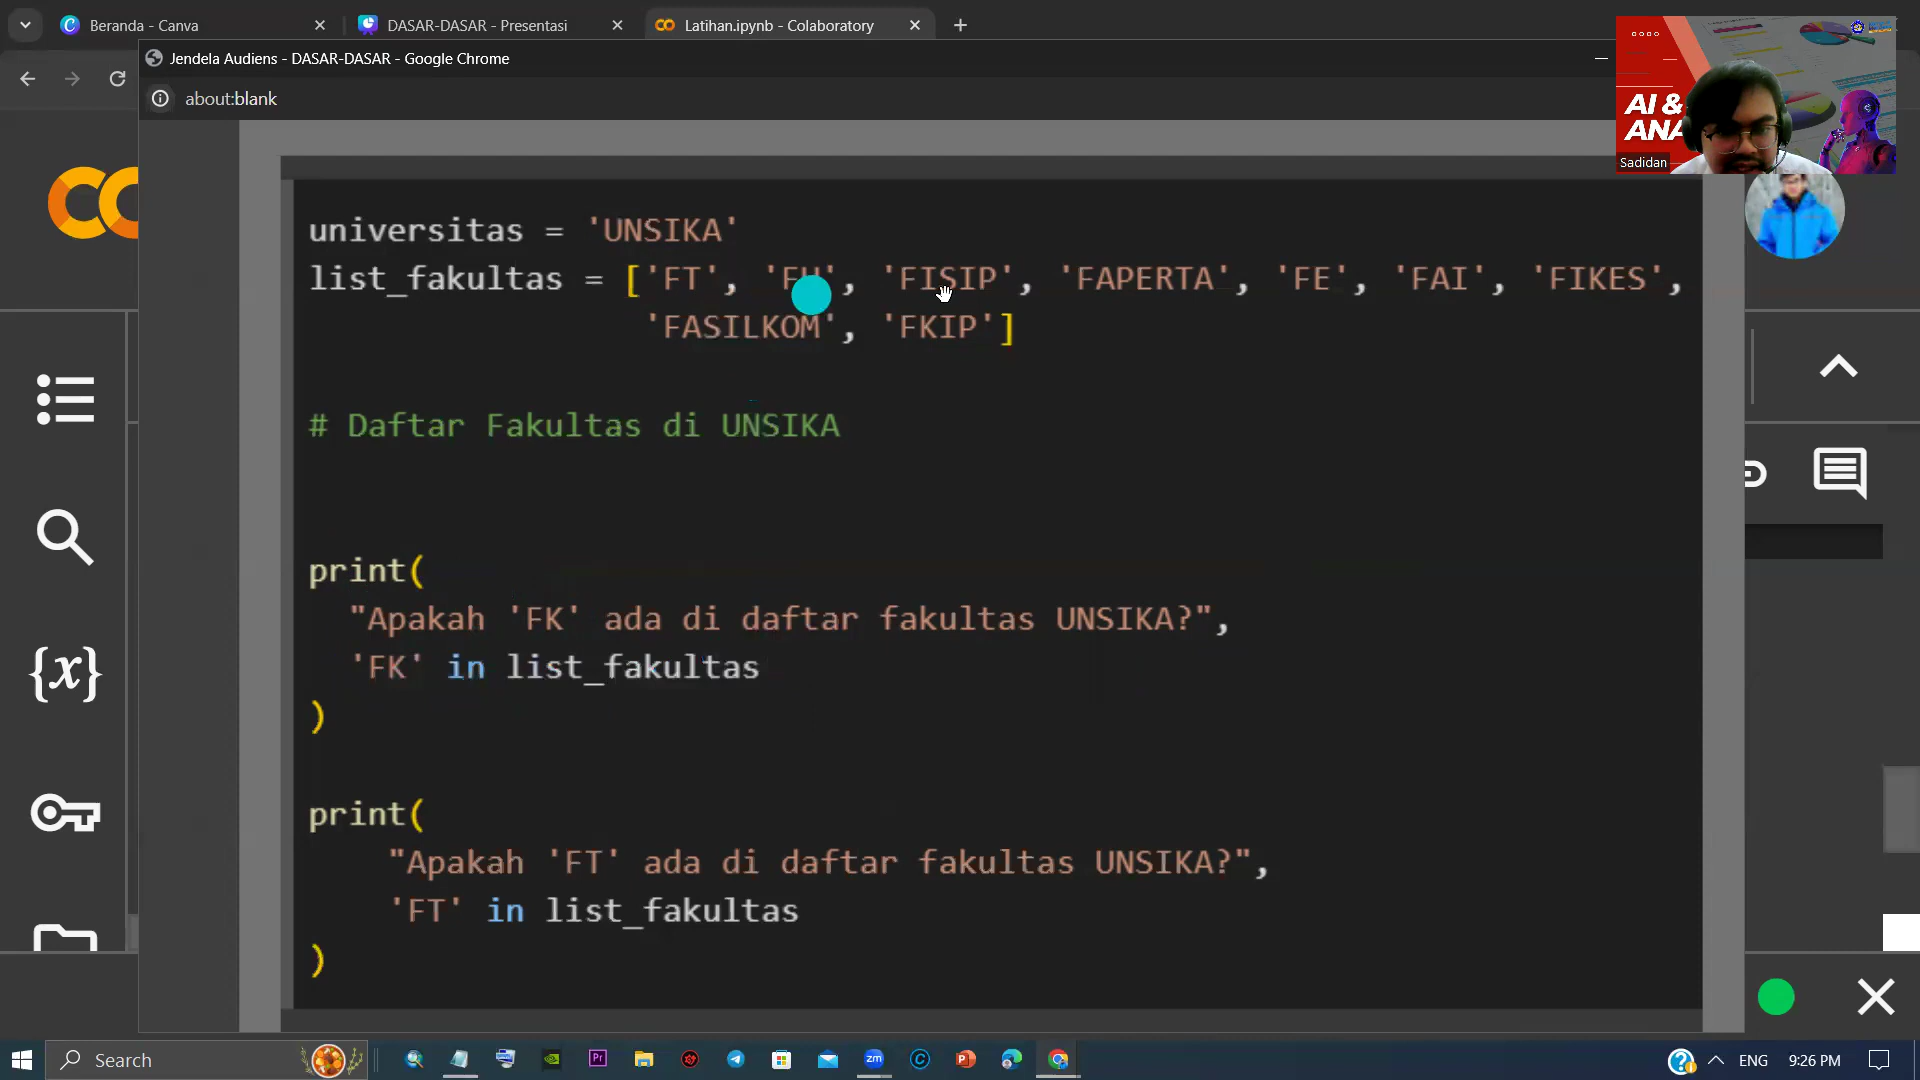 Beranda - Canva
DASAR-DASAR - Presentasi
Latihan.ipynb - Colaboratory
Jendela Audiens - DASAR-DASAR - Google Chrome
about:blank
AI &
ANA
Sadidan
universitas = 'UNSIKA'
list_fakultas = ['FT', 'FH', 'FISIP', 'FAPERTA', 'FE', 'FAI', 'FIKES',
'FASILKOM', 'FKIP']
# Daftar Fakultas di UNSIKA
print(
"Apakah 'FK' ada di daftar fakultas UNSIKA?",
'FK' in list_fakultas
)
print(
"Apakah 'FT' ada di daftar fakultas UNSIKA?",
'FT' in list_fakultas
)
{x}
Search
Pr
zm
ENG
9:26 PM